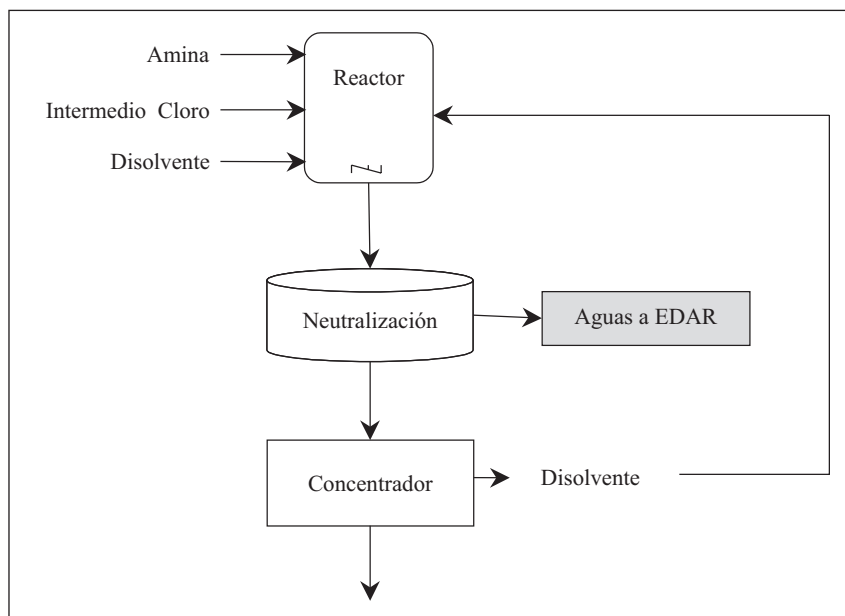 Amina
Reactor
Intermedio Cloro
Disolvente
Neutralización
Aguas a EDAR
Concentrador
Disolvente